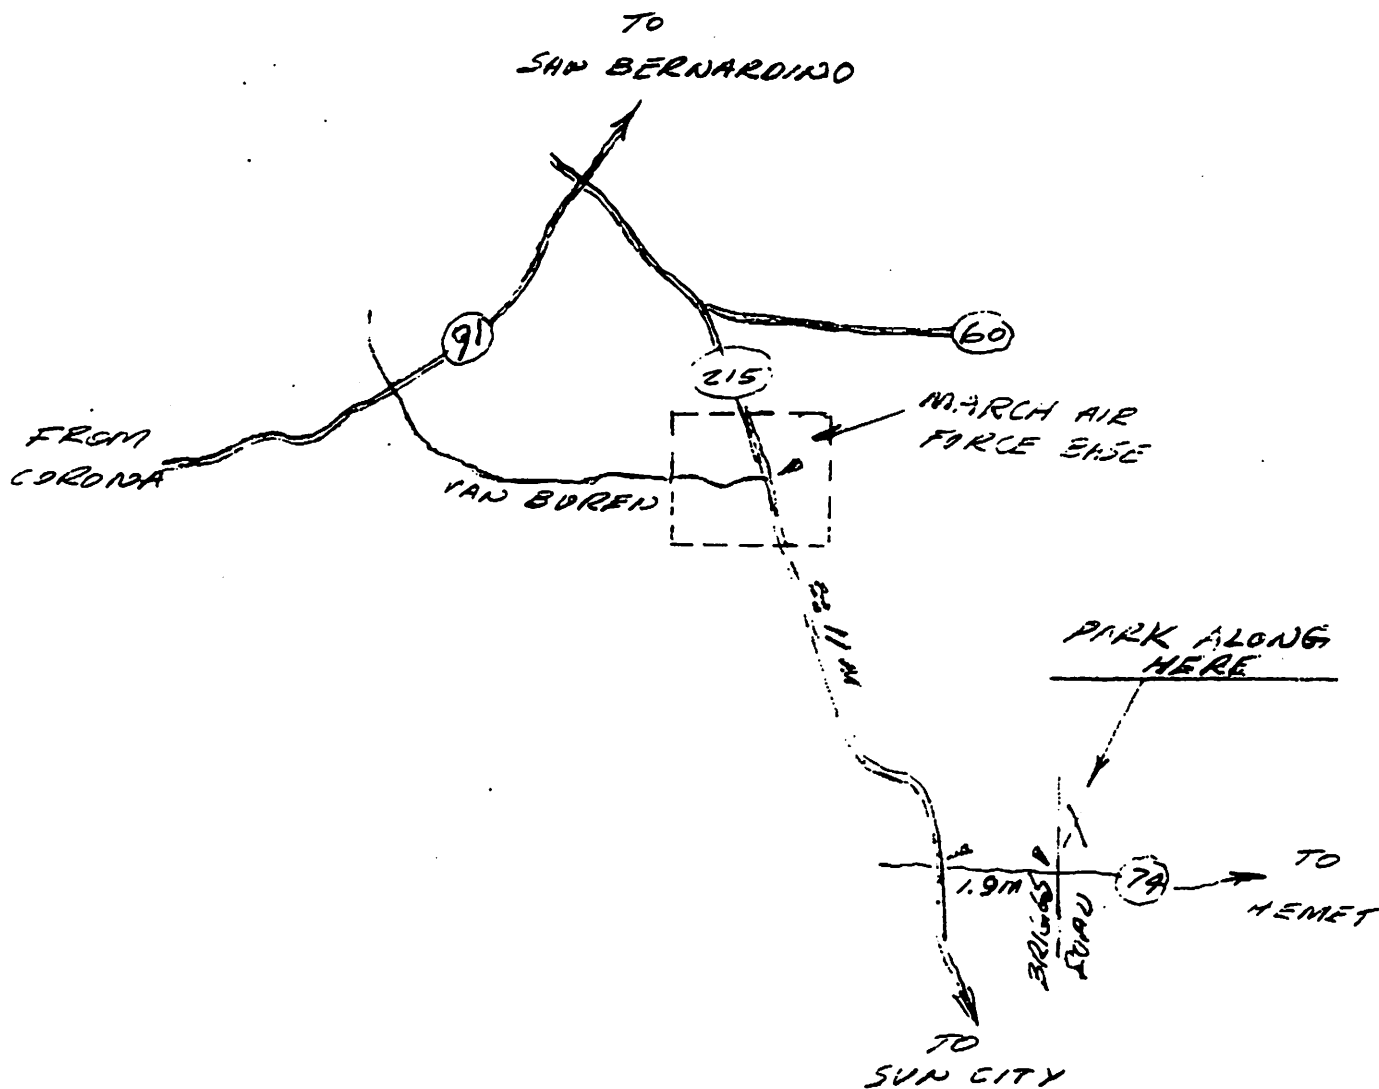 TO
SAN BERNARDINO
91
60
215
MARCH AIR
FORCE BASE
FROM
CORONA
VAN BUREN
≈ 11 M
PARK ALONG
HERE
1.9M
BRIGGS
ROAD
74
TO
HEMET
TO
SUN CITY